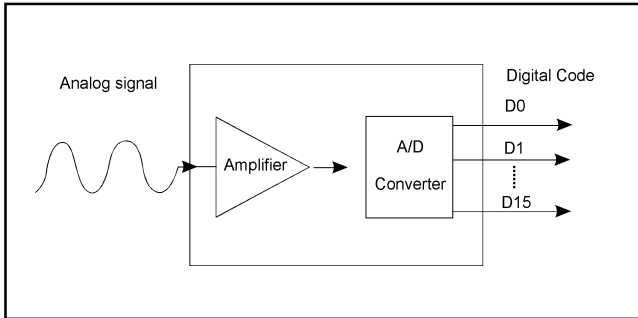 Analog signal
Amplifier
A/D
Converter
Digital Code
D0
D1
D15